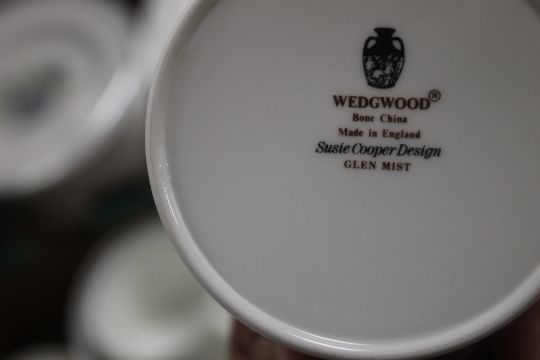 WEDGWOOD®
Bone China
Made in England
Susie Cooper Design
GLEN MIST